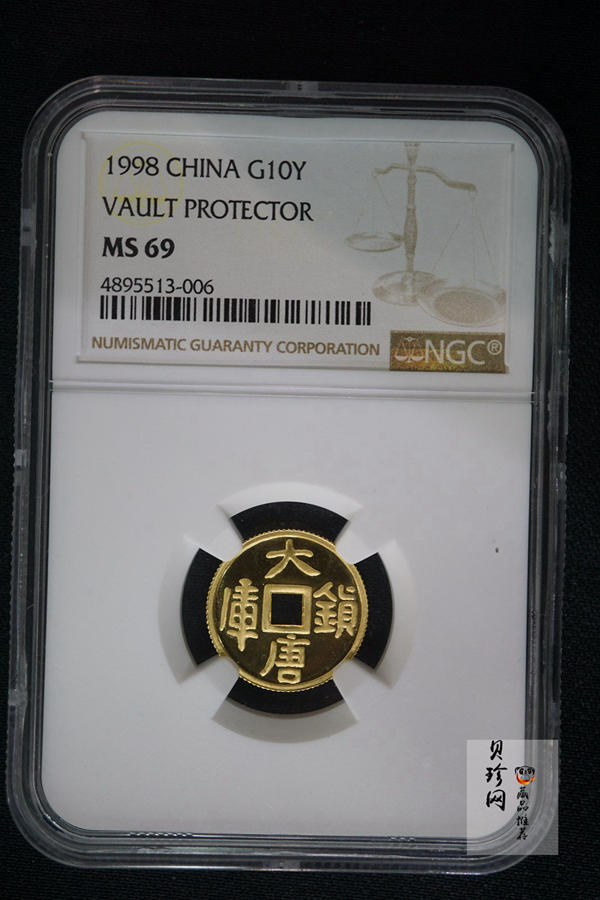 1998 CHINA G10Y
VAULT PROTECTOR
MS 69
4895513-006
NUMISMATIC GUARANTY CORPORATION
NGC®
大
庫 鎖
唐
贝珍网
藏品推荐